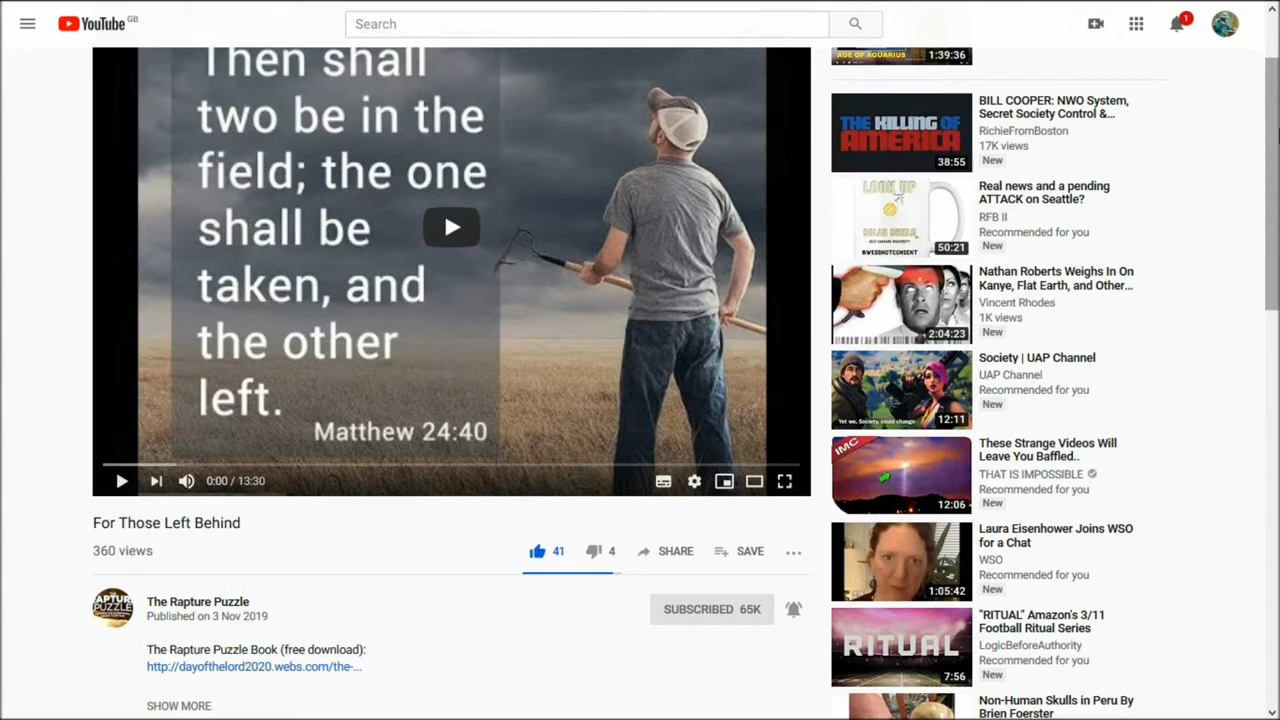 YouTube GB
Search
1
Then shall
two be in the
field; the one
shall be
taken, and
the other
left.
Matthew 24:40
0:00 / 13:30
For Those Left Behind
360 views
41
4
SHARE
SAVE
The Rapture Puzzle
Published on 3 Nov 2019
SUBSCRIBED 65K
The Rapture Puzzle Book (free download):
http://dayofthelord2020.webs.com/the-...
SHOW MORE
AGE OF AQUARIUS
1:39:36
THE KILLING OF
AMERICA
38:55
BILL COOPER: NWO System,
Secret Society Control &...
RichieFromBoston
17K views
New
LOOK UP
#WEDONOTCONSENT
50:21
Real news and a pending
ATTACK on Seattle?
RFB II
Recommended for you
New
2:04:23
Nathan Roberts Weighs In On
Kanye, Flat Earth, and Other...
Vincent Rhodes
1K views
New
Yet we, Society, could change
12:11
Society | UAP Channel
UAP Channel
Recommended for you
New
IMC
12:06
These Strange Videos Will
Leave You Baffled..
THAT IS IMPOSSIBLE
Recommended for you
New
1:05:42
Laura Eisenhower Joins WSO
for a Chat
WSO
Recommended for you
New
RITUAL
7:56
"RITUAL" Amazon's 3/11
Football Ritual Series
LogicBeforeAuthority
Recommended for you
New
Non-Human Skulls in Peru By
Brien Foerster